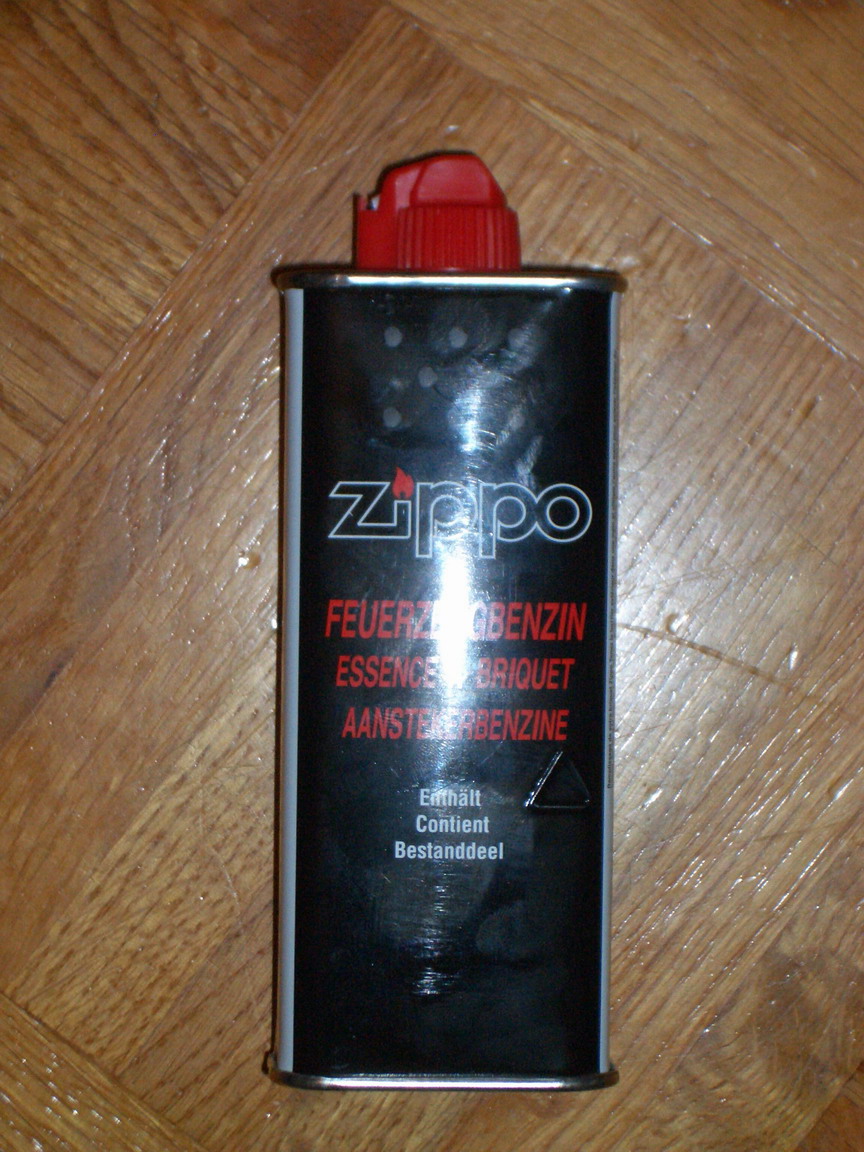 zippo
FEUERZEUGBENZIN
ESSENCE À BRIQUET
AANSTEKERBENZINE
Enthält
Contient
Bestanddeel